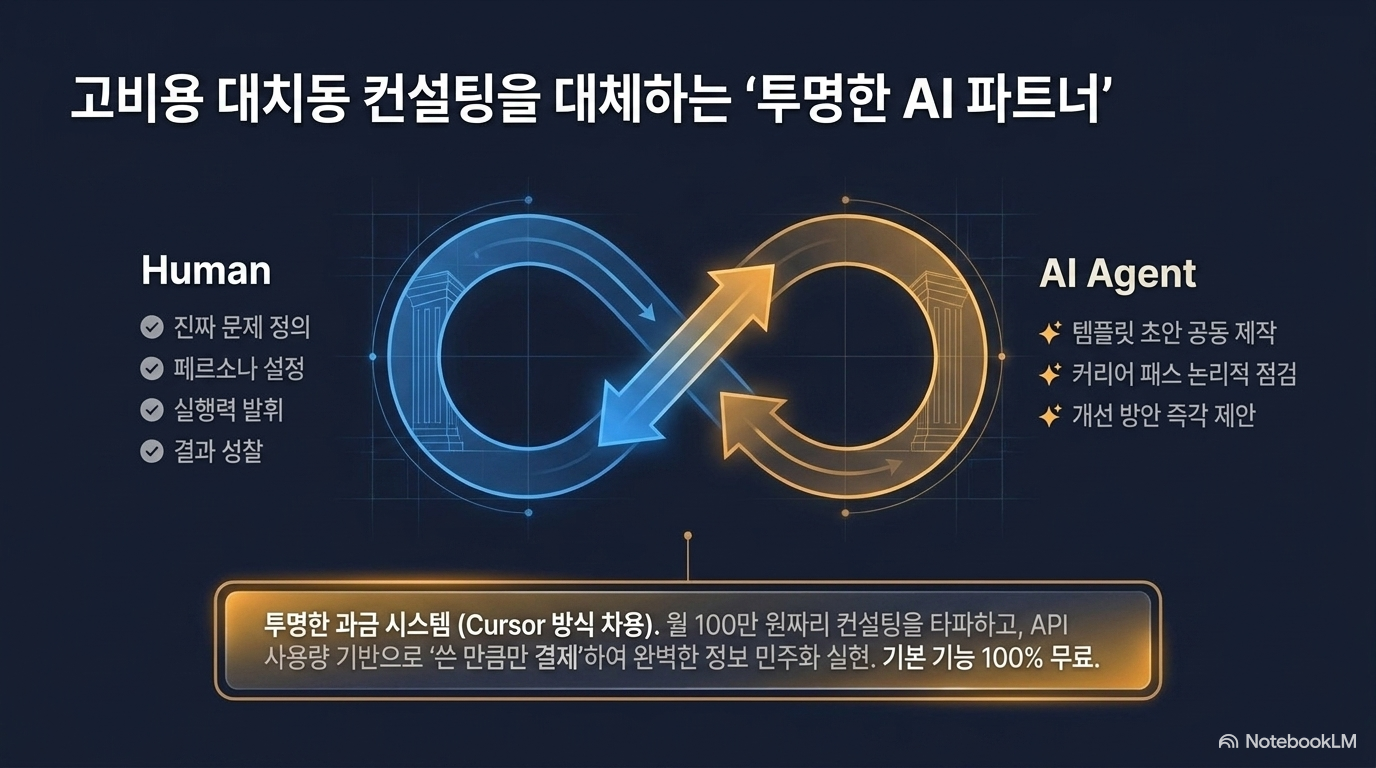 고비용 대치동 컨설팅을 대체하는 ‘투명한 AI 파트너’
Human
진짜 문제 정의
페르소나 설정
실행력 발휘
결과 성찰
AI Agent
템플릿 초안 공동 제작
커리어 패스 논리적 점검
개선 방안 즉각 제안
투명한 과금 시스템 (Cursor 방식 차용). 월 100만 원짜리 컨설팅을 타파하고, API
사용량 기반으로 ‘쓴 만큼만 결제’하여 완벽한 정보 민주화 실현. 기본 기능 100% 무료.
NotebookLM